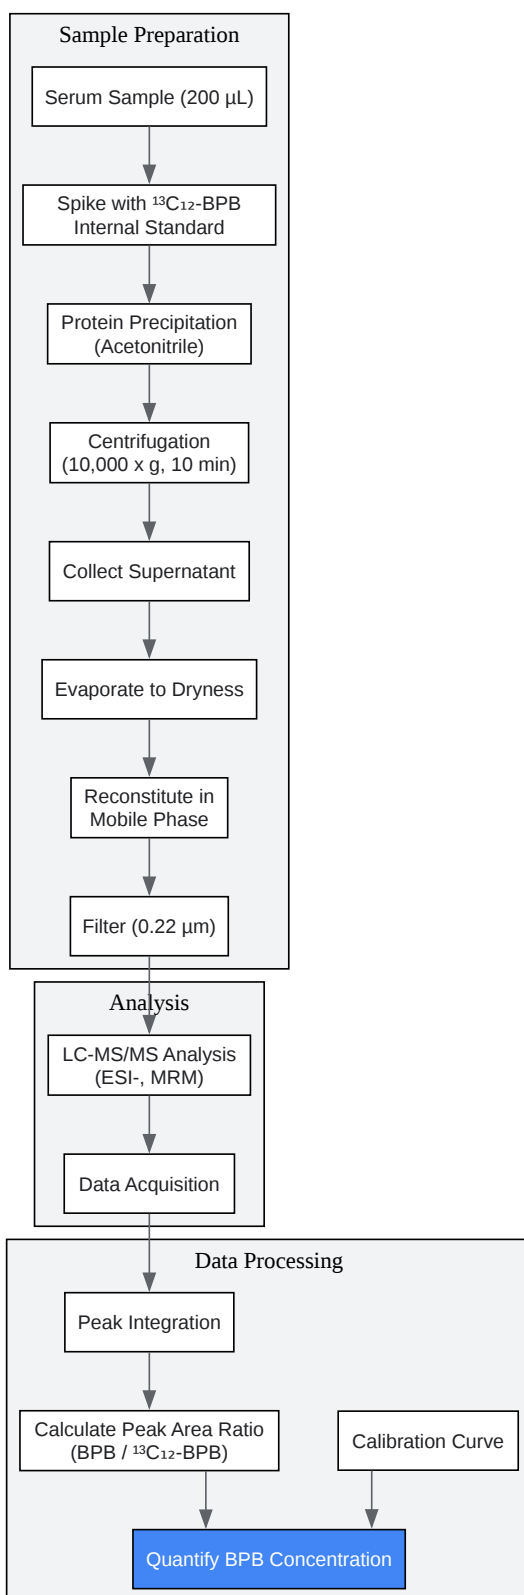 Sample Preparation
Serum Sample (200 µL)
Spike with ¹³C₁₂-BPB
Internal Standard
Protein Precipitation
(Acetonitrile)
Centrifugation
(10,000 x g, 10 min)
Collect Supernatant
Evaporate to Dryness
Reconstitute in
Mobile Phase
Filter (0.22 µm)
Analysis
LC-MS/MS Analysis
(ESI-, MRM)
Data Acquisition
Data Processing
Peak Integration
Calculate Peak Area Ratio
(BPB / ¹³C₁₂-BPB)
Calibration Curve
Quantify BPB Concentration